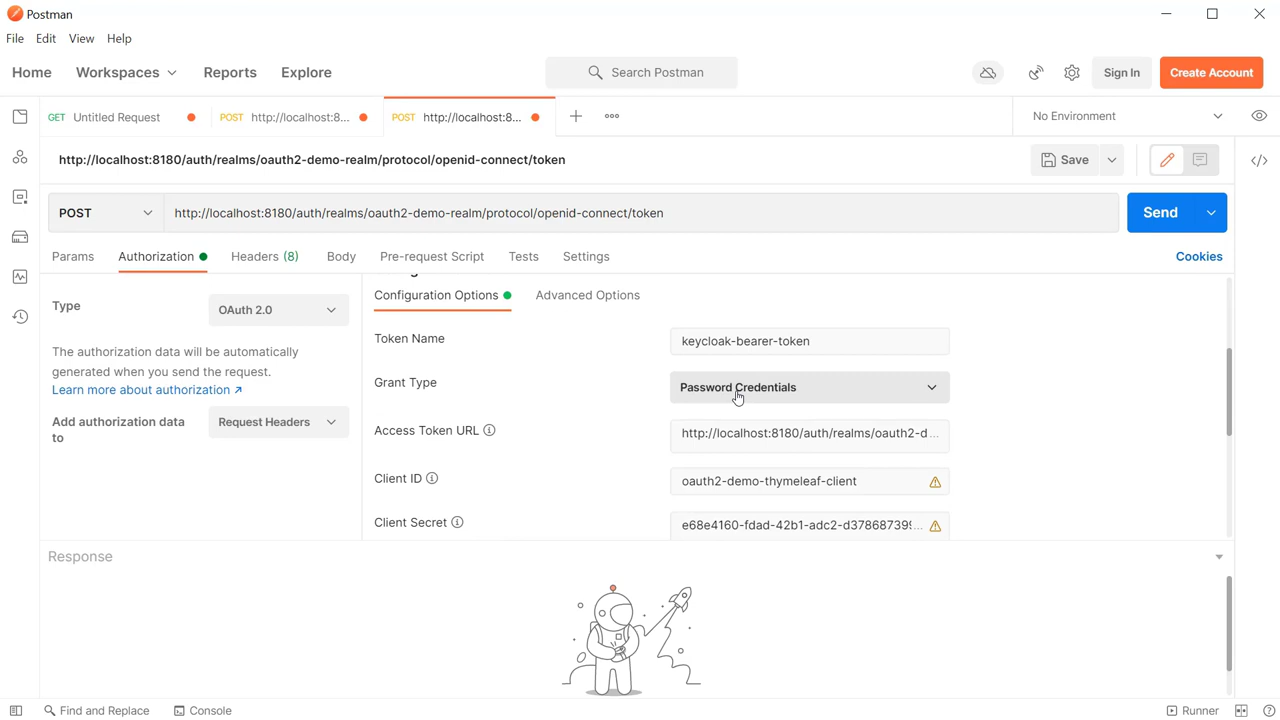 Postman
File Edit View Help
Home Workspaces Reports Explore Search Postman Sign In Create Account
GET Untitled Request POST http://localhost:8... POST http://localhost:8... No Environment
http://localhost:8180/auth/realms/oauth2-demo-realm/protocol/openid-connect/token Save
POST http://localhost:8180/auth/realms/oauth2-demo-realm/protocol/openid-connect/token Send
Params Authorization Headers (8) Body Pre-request Script Tests Settings Cookies
Type OAuth 2.0
The authorization data will be automatically
generated when you send the request.
Learn more about authorization ↗
Add authorization data
to
Request Headers
Configuration Options Advanced Options
Token Name keycloak-bearer-token
Grant Type Password Credentials
Access Token URL http://localhost:8180/auth/realms/oauth2-d...
Client ID oauth2-demo-thymeleaf-client
Client Secret e68e4160-fdad-42b1-adc2-d37868739...
Response
Find and Replace Console Runner